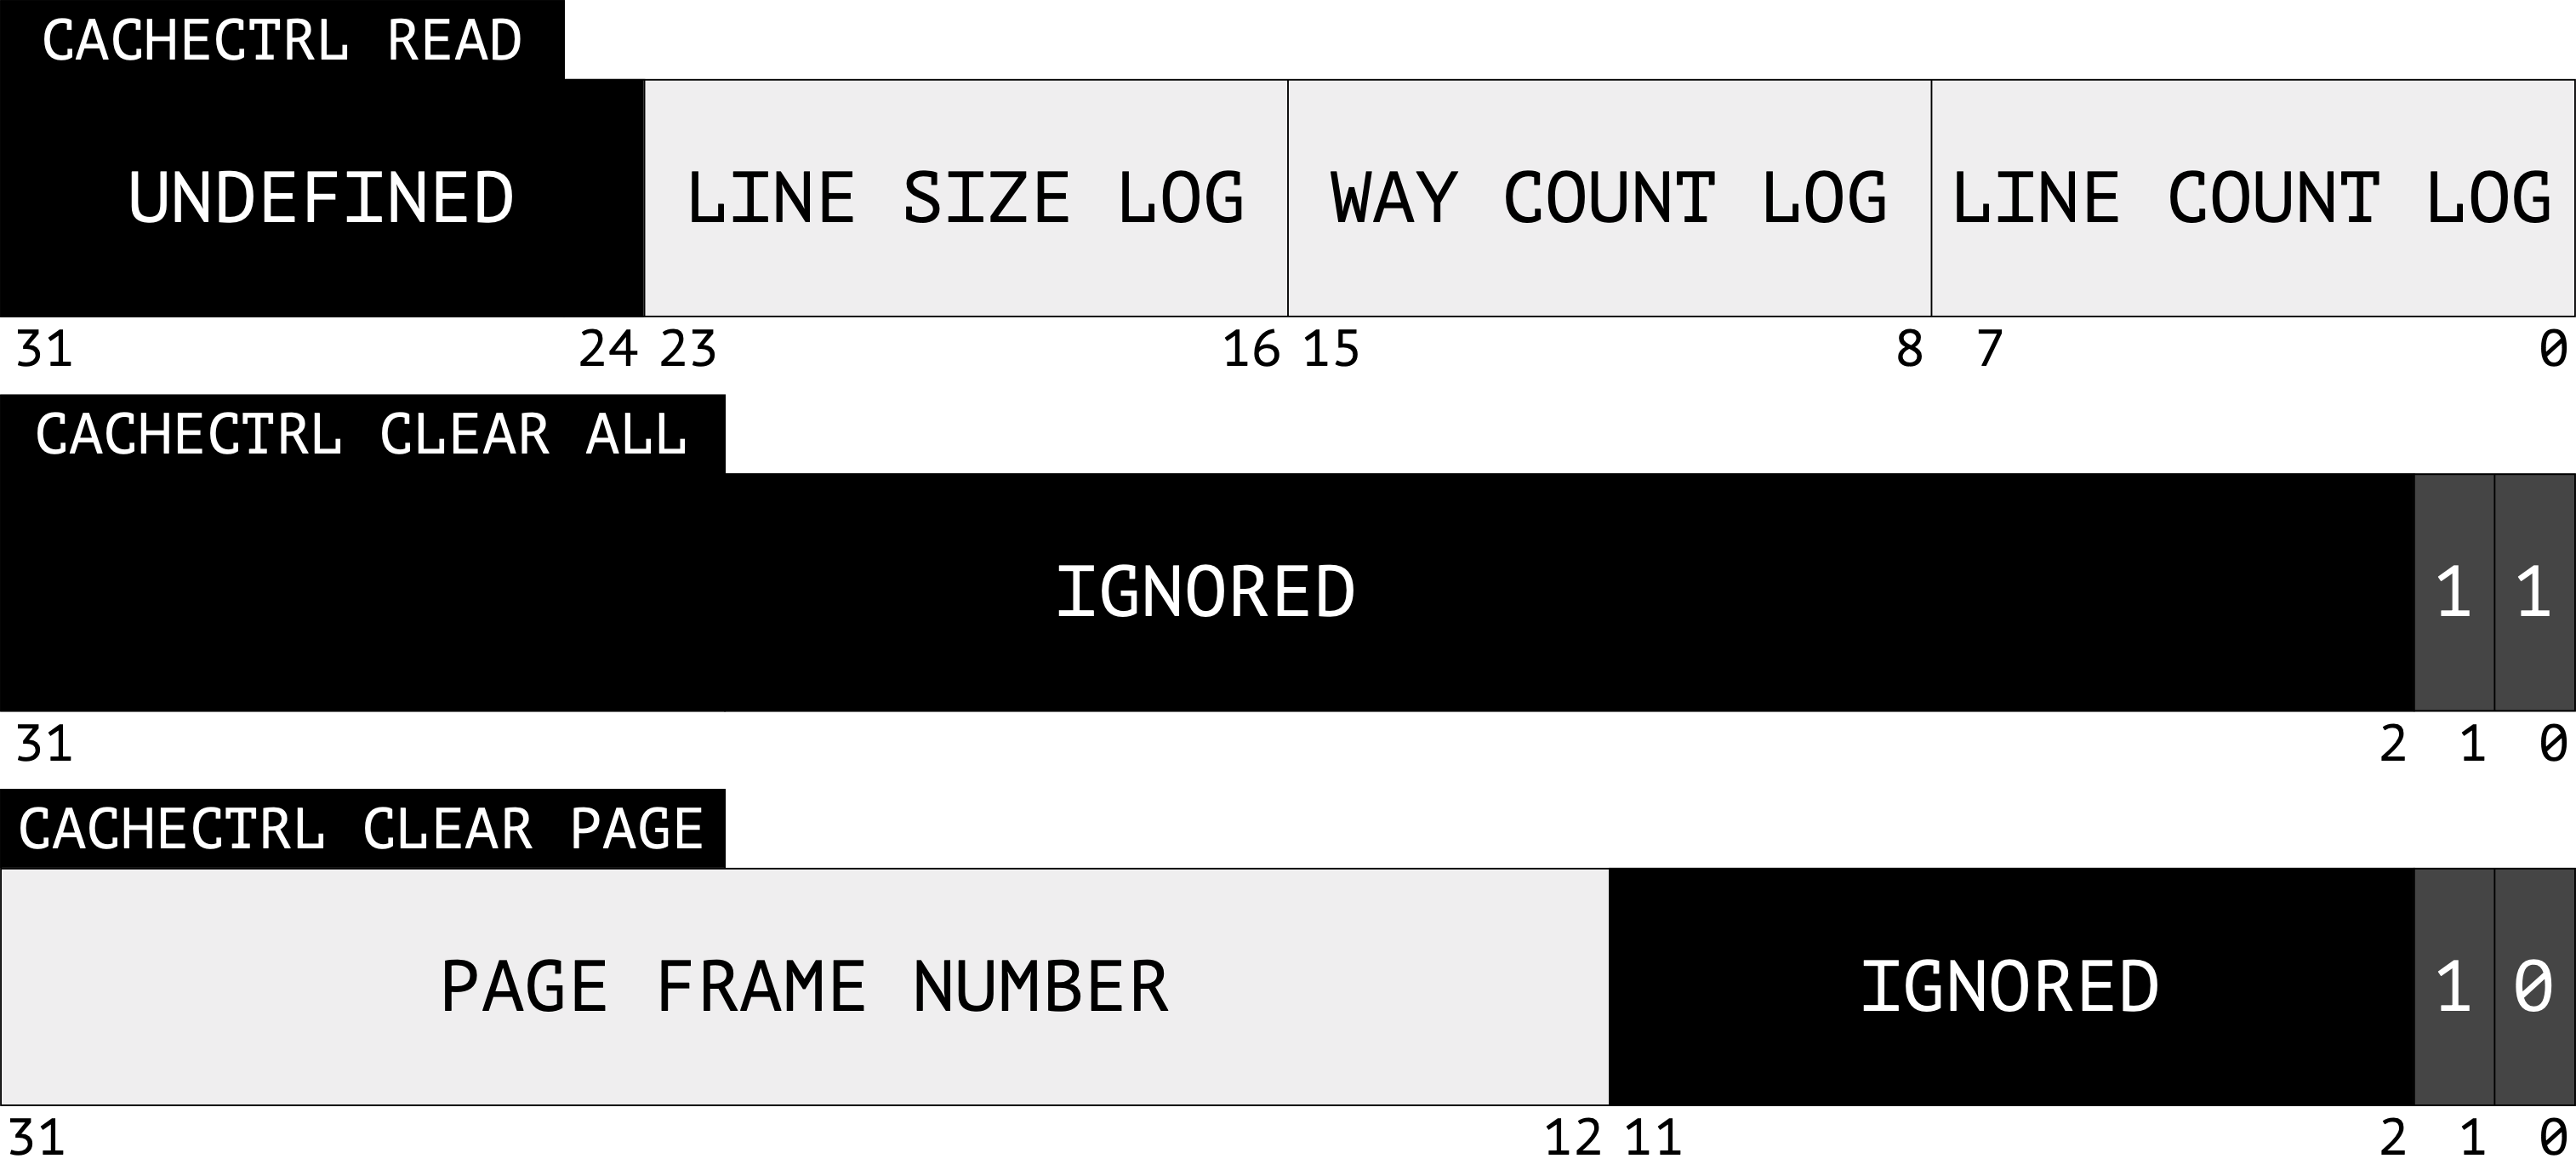 CACHECTRL READ
UNDEFINED LINE SIZE LOG WAY COUNT LOG LINE COUNT LOG
31 24 23 16 15 8 7 0
CACHECTRL CLEAR ALL
IGNORED 1 1
31 2 1 0
CACHECTRL CLEAR PAGE
PAGE FRAME NUMBER IGNORED 1 0
31 12 11 2 1 0